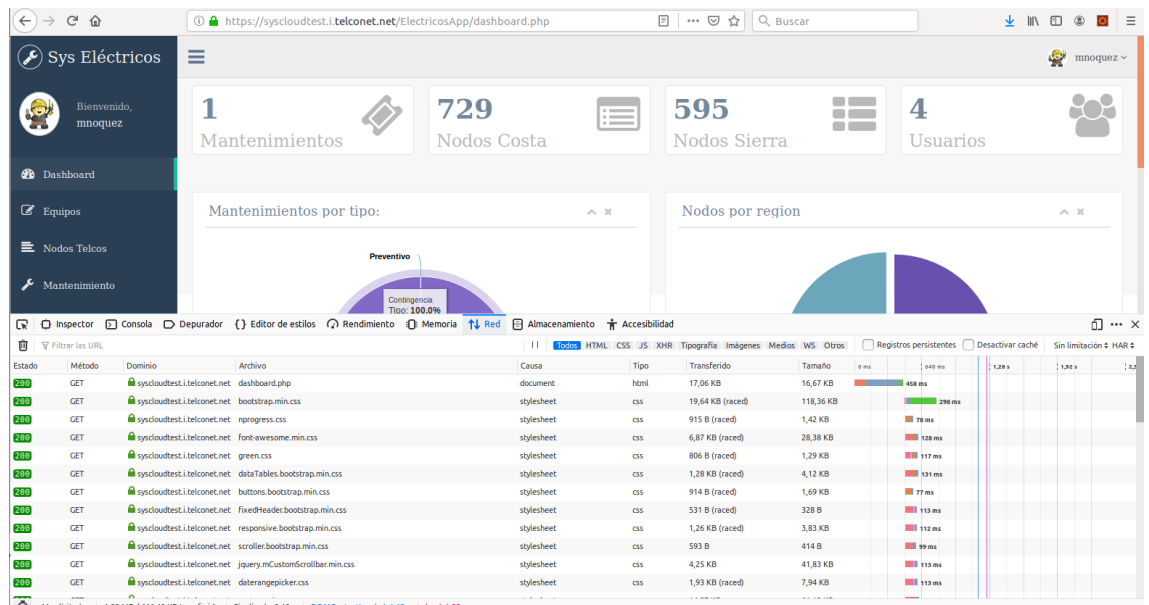 https://syscloudtest.i.telconet.net/ElectricosApp/dashboard.php
Buscar
Sys Eléctricos
mnoquez
Bienvenido,
mnoquez
1
Mantenimientos
729
Nodos Costa
595
Nodos Sierra
4
Usuarios
Dashboard
Equipos
Nodos Telcos
Mantenimiento
Mantenimientos por tipo:
Nodos por region
Preventivo
Contingencia
Tipo: 100.0%
Inspector Consola Depurador Editor de estilos Rendimiento Memoria Red Almacenamiento Accesibilidad
Filtrar las URL
Todos HTML CSS JS XHR Tipografía Imágenes Medios WS Otros Registros persistentes Desactivar caché Sin limitación HAR
Estado Método Dominio Archivo Causa Tipo Transferido Tamaño 0 ms 640 ms 1,28 s 1,92 s
200 GET syscloudtest.i.telconet.net dashboard.php document html 17,06 KB 16,67 KB 458 ms
200 GET syscloudtest.i.telconet.net bootstrap.min.css stylesheet css 19,64 KB (raced) 118,36 KB 298 ms
200 GET syscloudtest.i.telconet.net nprogress.css stylesheet css 915 B (raced) 1,42 KB 78 ms
200 GET syscloudtest.i.telconet.net font-awesome.min.css stylesheet css 6,87 KB (raced) 28,38 KB 128 ms
200 GET syscloudtest.i.telconet.net green.css stylesheet css 806 B (raced) 1,29 KB 117 ms
200 GET syscloudtest.i.telconet.net dataTables.bootstrap.min.css stylesheet css 1,28 KB (raced) 4,12 KB 131 ms
200 GET syscloudtest.i.telconet.net buttons.bootstrap.min.css stylesheet css 914 B (raced) 1,69 KB 77 ms
200 GET syscloudtest.i.telconet.net fixedHeader.bootstrap.min.css stylesheet css 531 B (raced) 328 B 113 ms
200 GET syscloudtest.i.telconet.net responsive.bootstrap.min.css stylesheet css 1,26 KB (raced) 3,83 KB 112 ms
200 GET syscloudtest.i.telconet.net scroller.bootstrap.min.css stylesheet css 593 B 414 B 99 ms
200 GET syscloudtest.i.telconet.net jquery.mCustomScrollbar.min.css stylesheet css 4,25 KB 41,83 KB 113 ms
200 GET syscloudtest.i.telconet.net daterangepicker.css stylesheet css 1,93 KB (raced) 7,94 KB 113 ms